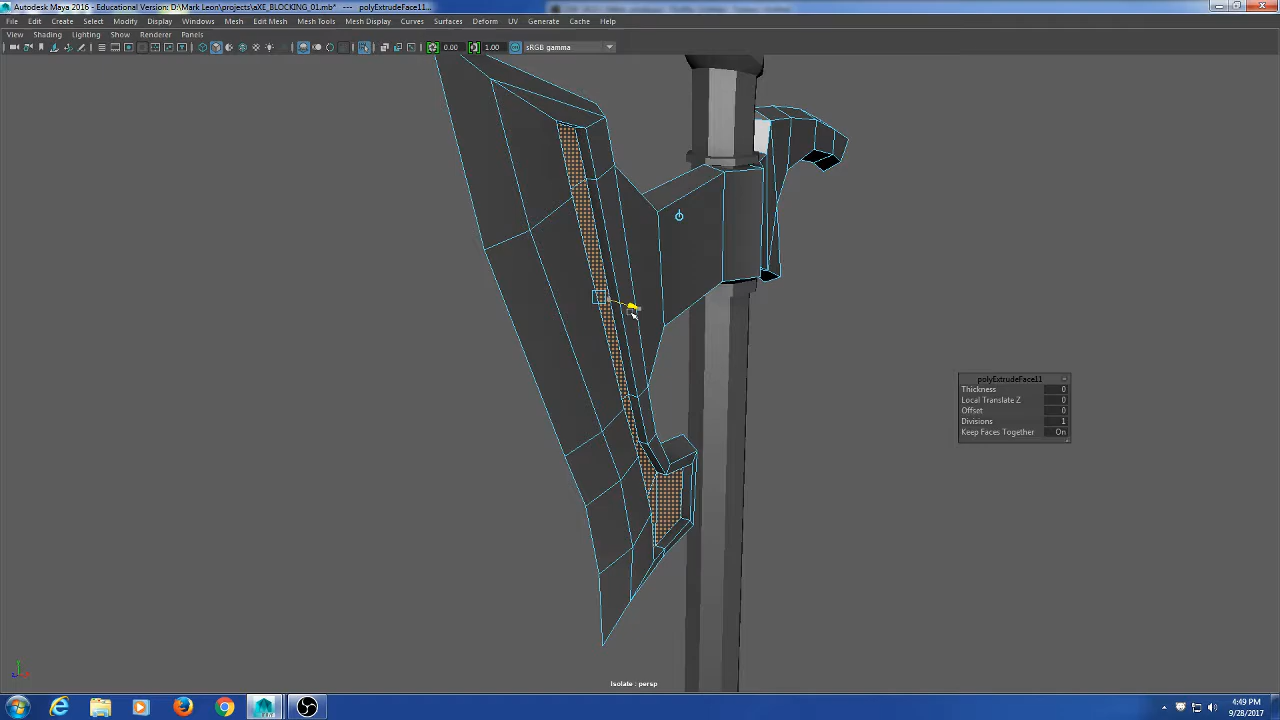 Autodesk Maya 2016 - Educational Version: D:\Mark Leon\projects\aXE_BLOCKING_01.mb* --- polyExtrudeFace11...
File Edit Create Select Modify Display Windows Mesh Edit Mesh Mesh Tools Mesh Display Curves Surfaces Deform UV Generate Cache Help
View Shading Lighting Show Renderer Panels
0.00 1.00 sRGB gamma
polyExtrudeFace11
Thickness 0
Local Translate Z 0
Offset 0
Divisions 1
Keep Faces Together On
Isolate : persp
4:49 PM
9/28/2017